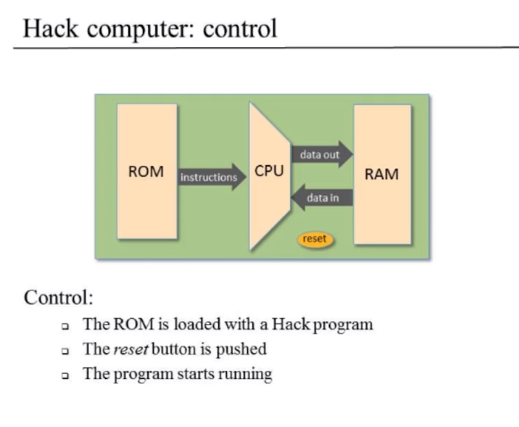 Hack computer: control
ROM
instructions
CPU
data out
data in
RAM
reset
Control:
The ROM is loaded with a Hack program
The reset button is pushed
The program starts running